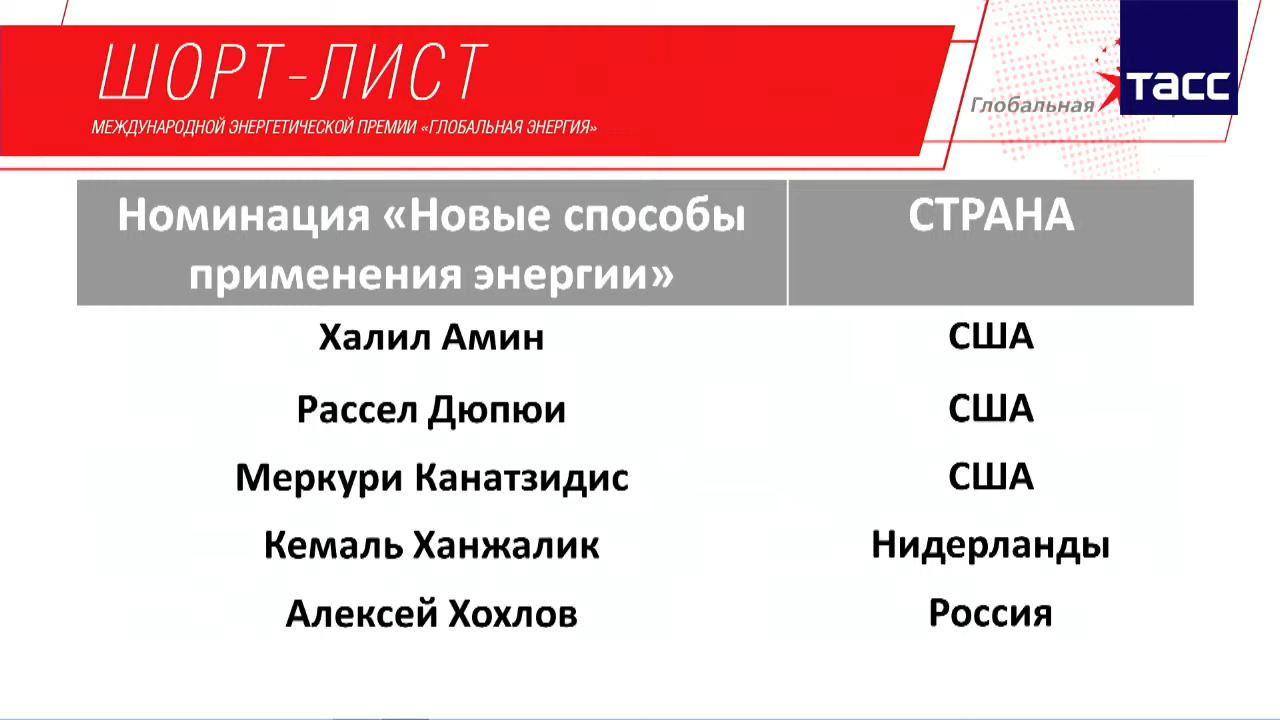 ШОРТ-ЛИСТ
МЕЖДУНАРОДНОЙ ЭНЕРГЕТИЧЕСКОЙ ПРЕМИИ «ГЛОБАЛЬНАЯ ЭНЕРГИЯ»
Глобальная
ТАСС
Номинация «Новые способы
применения энергии»
СТРАНА
Халил Амин США
Рассел Дюпюи США
Меркури Канатзидис США
Кемаль Ханжалик Нидерланды
Алексей Хохлов Россия